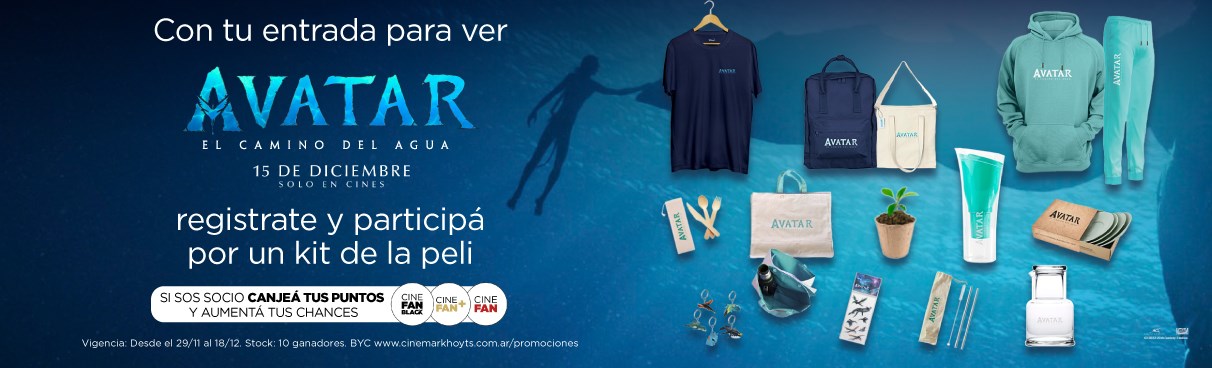 Con tu entrada para ver
AVATAR
EL CAMINO DEL AGUA
15 DE DICIEMBRE
SOLO EN CINES
registrate y participá
por un kit de la peli
SI SOS SOCIO CANJEÁ TUS PUNTOS
Y AUMENTÁ TUS CHANCES
CINE
FAN
BLACK
CINE
FAN+
CINE
FAN
Vigencia: Desde el 29/11 al 18/12. Stock: 10 ganadores. BYC www.cinemarkhoyts.com.ar/promociones
AVATAR
AVATAR
AVATAR
AVATAR
AVATAR
AVATAR
AVATAR
AVATAR
AVATAR
AVATAR
AVATAR
AVATAR